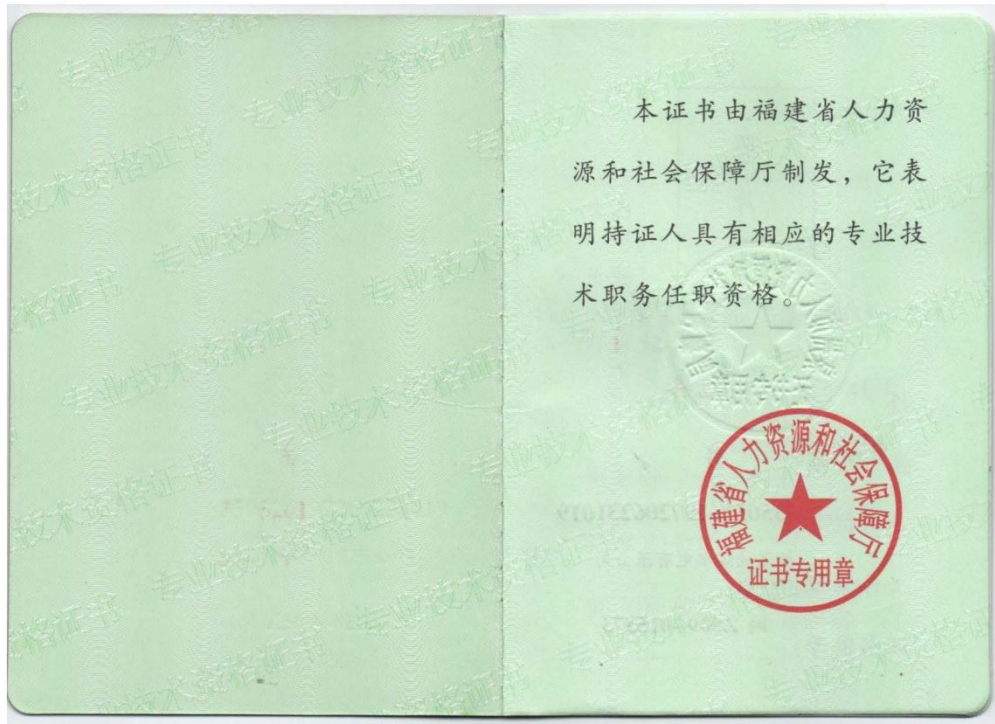 本证书由福建省人力资
源和社会保障厅制发，它表
明持证人具有相应的专业技
术职务任职资格。
福建省人力资源和社会保障厅
证书专用章
专业技术资格证书